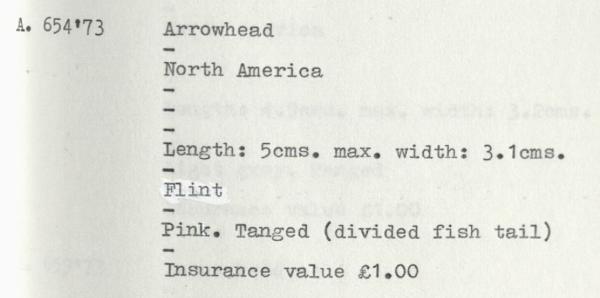 A. 654'73 Arrowhead
-
North America
-
-
-
Length: 5cms. max. width: 3.1cms.
-
Flint
-
Pink. Tanged (divided fish tail)
-
Insurance value £1.00